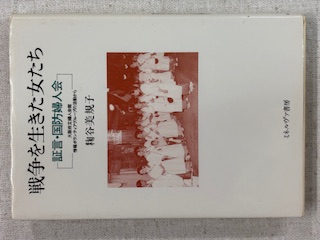 戦争を生きた女たち
証言・国防婦人会
麹谷美規子
ミネルヴァ書房